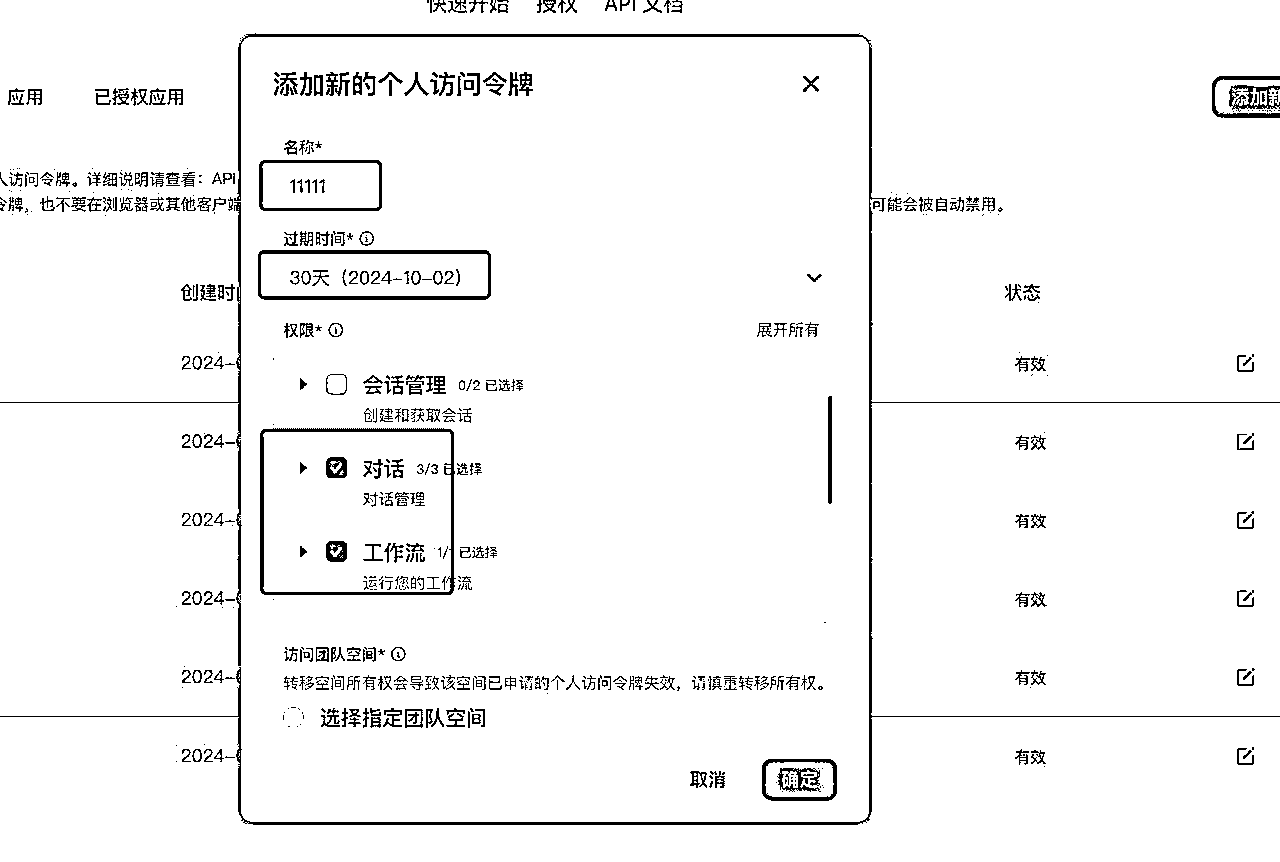 快速开始 授权 API 文档
添加新的个人访问令牌
应用 已授权应用
添加新
名称*
人访问令牌。详细说明请查看：API
11111
令牌，也不要在浏览器或其他客户端
可能会被自动禁用。
过期时间*
30天（2024-10-02）
创建时间
状态
权限*
展开所有
2024-
有效
会话管理 0/2 已选择
创建和获取会话
2024-
有效
对话 3/3 已选择
对话管理
2024-
有效
工作流 1/1 已选择
运行您的工作流
2024-
有效
访问团队空间*
2024-
转移空间所有权会导致该空间已申请的个人访问令牌失效，请慎重转移所有权。
有效
选择指定团队空间
2024-
有效
取消 确定